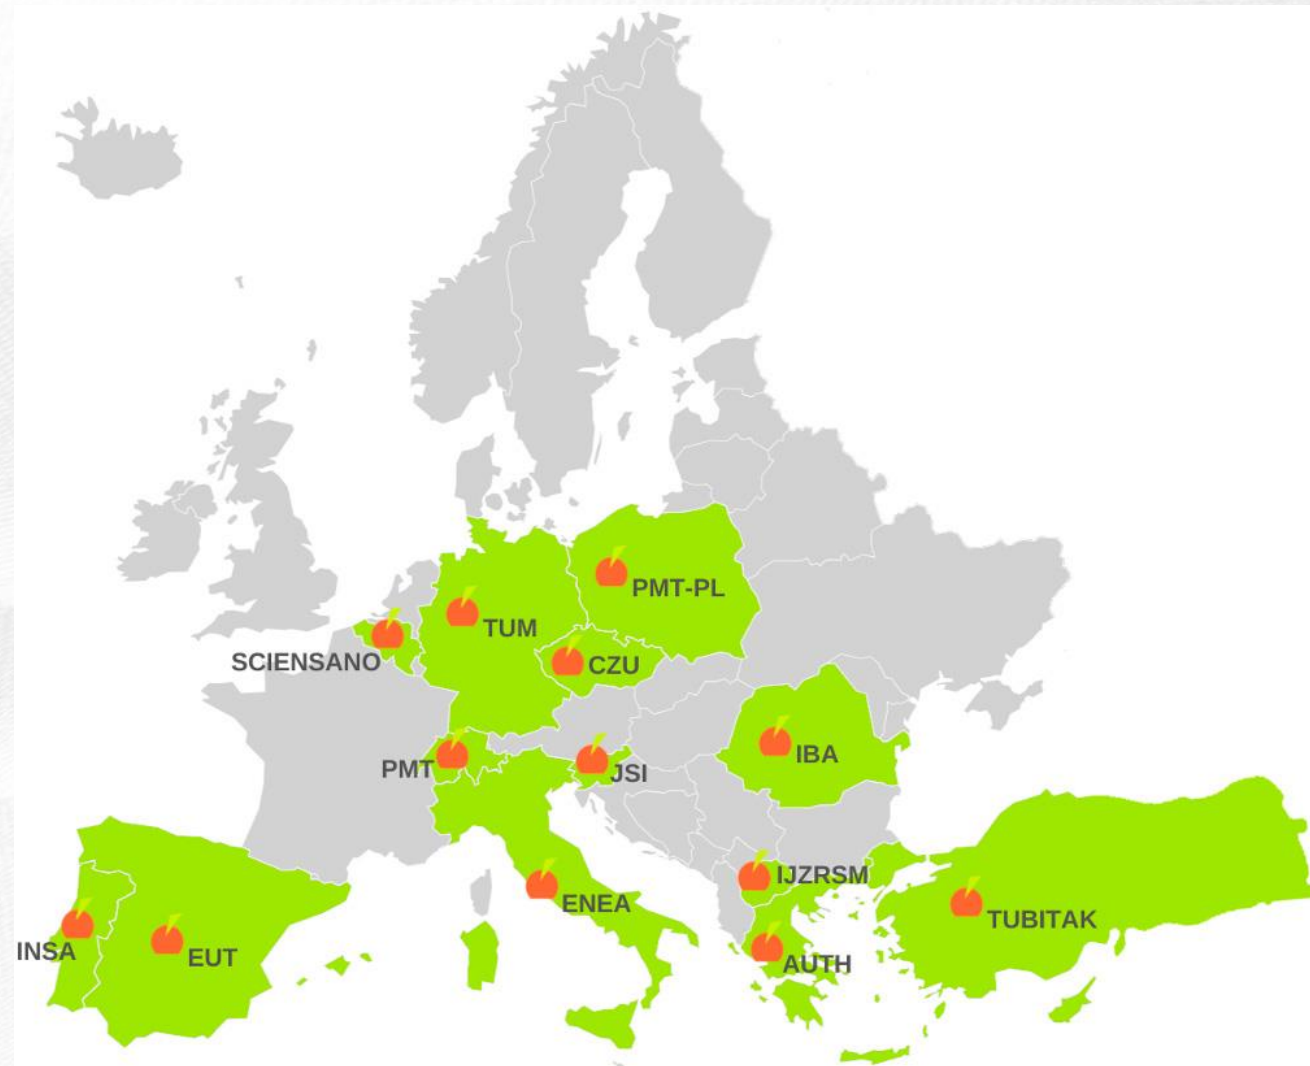 PMT-PL
TUM
SCIENSANO
CZU
IBA
PMT
JSI
IJZRSM
ENEA
TUBITAK
INSA
EUT
AUTH